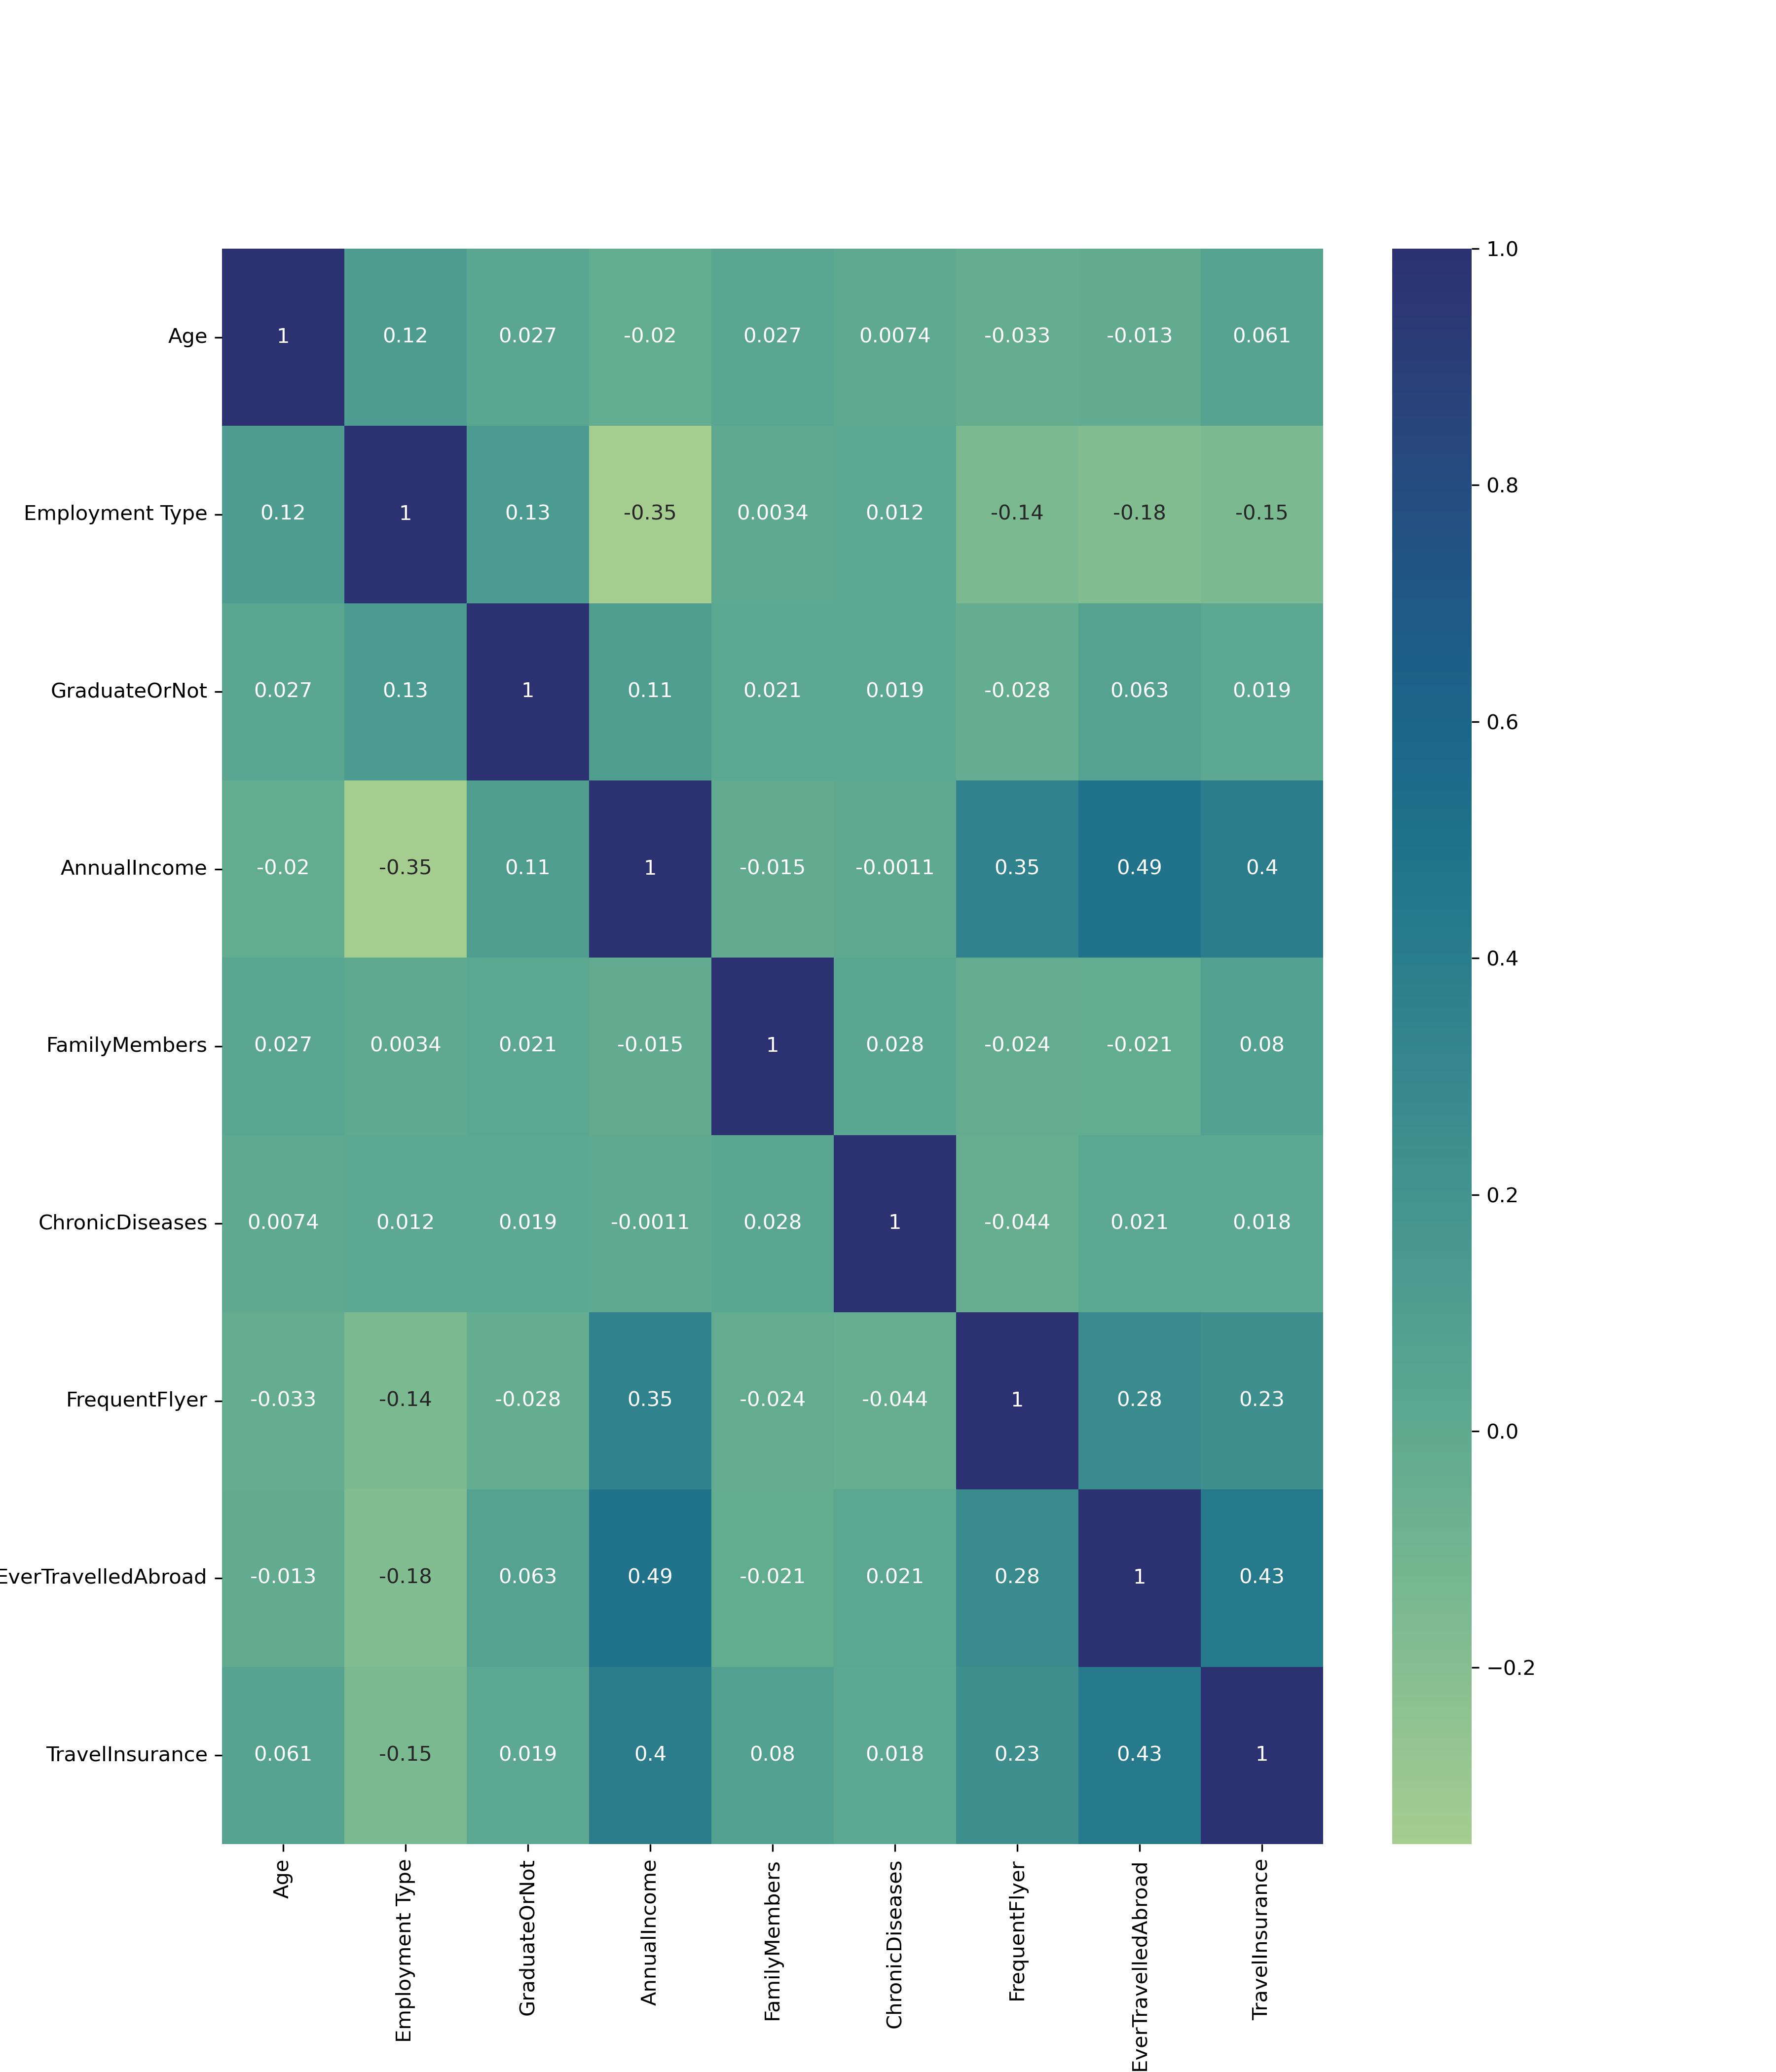 Age 1 0.12 0.027 -0.02 0.027 0.0074 -0.033 -0.013 0.061
Employment Type 0.12 1 0.13 -0.35 0.0034 0.012 -0.14 -0.18 -0.15
GraduateOrNot 0.027 0.13 1 0.11 0.021 0.019 -0.028 0.063 0.019
AnnualIncome -0.02 -0.35 0.11 1 -0.015 -0.0011 0.35 0.49 0.4
FamilyMembers 0.027 0.0034 0.021 -0.015 1 0.028 -0.024 -0.021 0.08
ChronicDiseases 0.0074 0.012 0.019 -0.0011 0.028 1 -0.044 0.021 0.018
FrequentFlyer -0.033 -0.14 -0.028 0.35 -0.024 -0.044 1 0.28 0.23
EverTravelledAbroad -0.013 -0.18 0.063 0.49 -0.021 0.021 0.28 1 0.43
TravelInsurance 0.061 -0.15 0.019 0.4 0.08 0.018 0.23 0.43 1
Age
Employment Type
GraduateOrNot
AnnualIncome
FamilyMembers
ChronicDiseases
FrequentFlyer
EverTravelledAbroad
TravelInsurance
1.0
0.8
0.6
0.4
0.2
0.0
−0.2